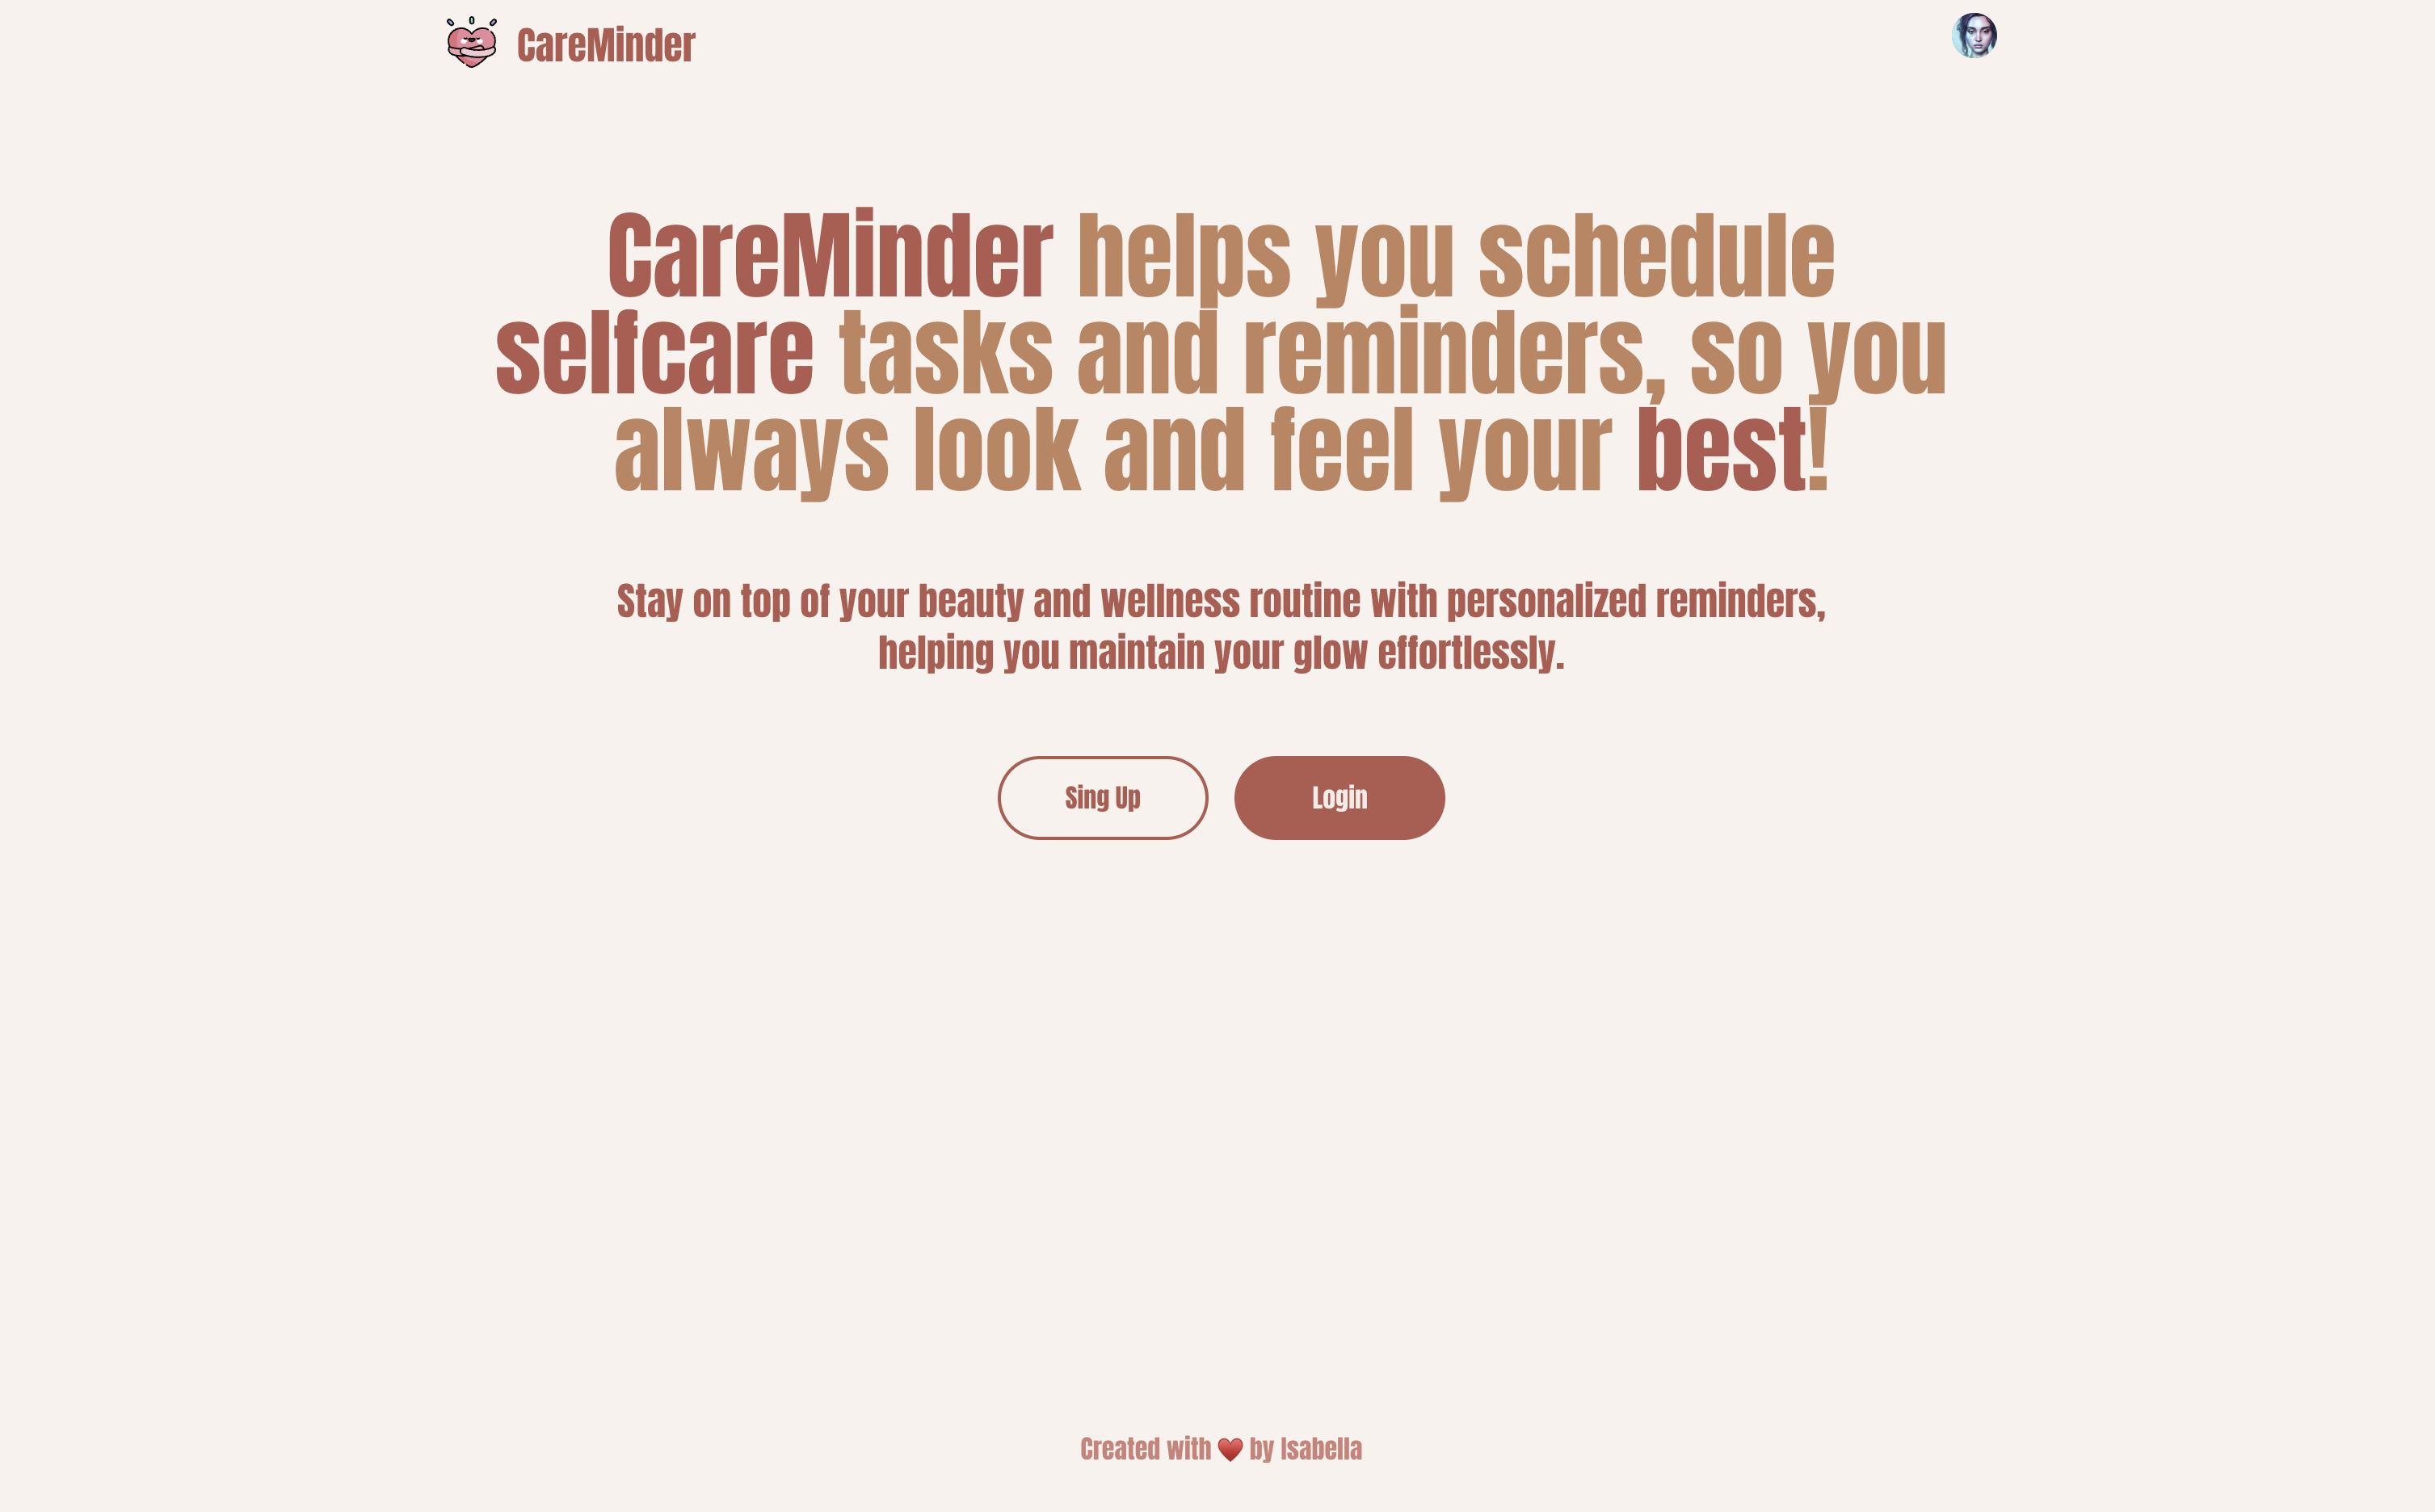 CareMinder
CareMinder helps you schedule
selfcare tasks and reminders, so you
always look and feel your best!
Stay on top of your beauty and wellness routine with personalized reminders,
helping you maintain your glow effortlessly.
Sing Up
Login
Created with ❤️ by Isabella